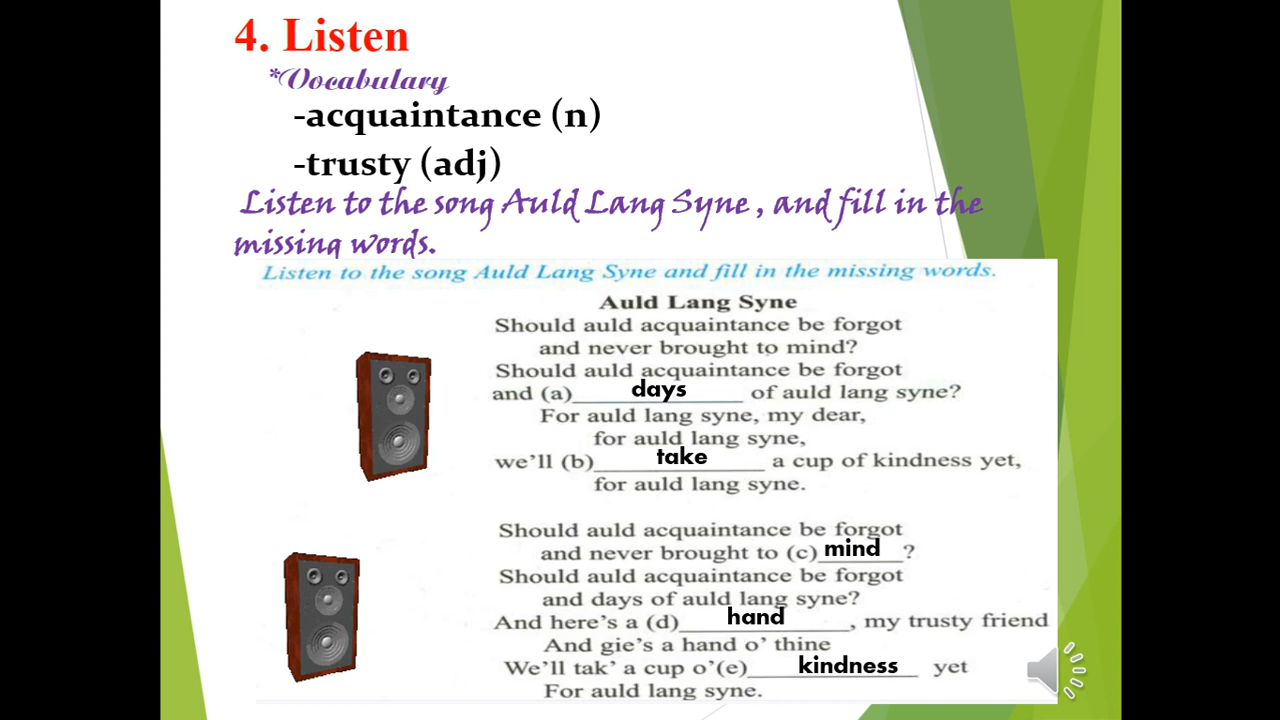 4. Listen
*Vocabulary
-acquaintance (n)
-trusty (adj)
Listen to the song Auld Lang Syne , and fill in the
missing words.
Listen to the song Auld Lang Syne and fill in the missing words.
Auld Lang Syne
Should auld acquaintance be forgot
and never brought to mind?
Should auld acquaintance be forgot
and (a)______days______ of auld lang syne?
For auld lang syne, my dear,
for auld lang syne,
we'll (b)______take______ a cup of kindness yet,
for auld lang syne.
Should auld acquaintance be forgot
and never brought to (c)mind______?
Should auld acquaintance be forgot
and days of auld lang syne?
And here's a (d)______hand______, my trusty friend
And gie's a hand o' thine
We'll tak' a cup o'(e)______kindness______ yet
For auld lang syne.